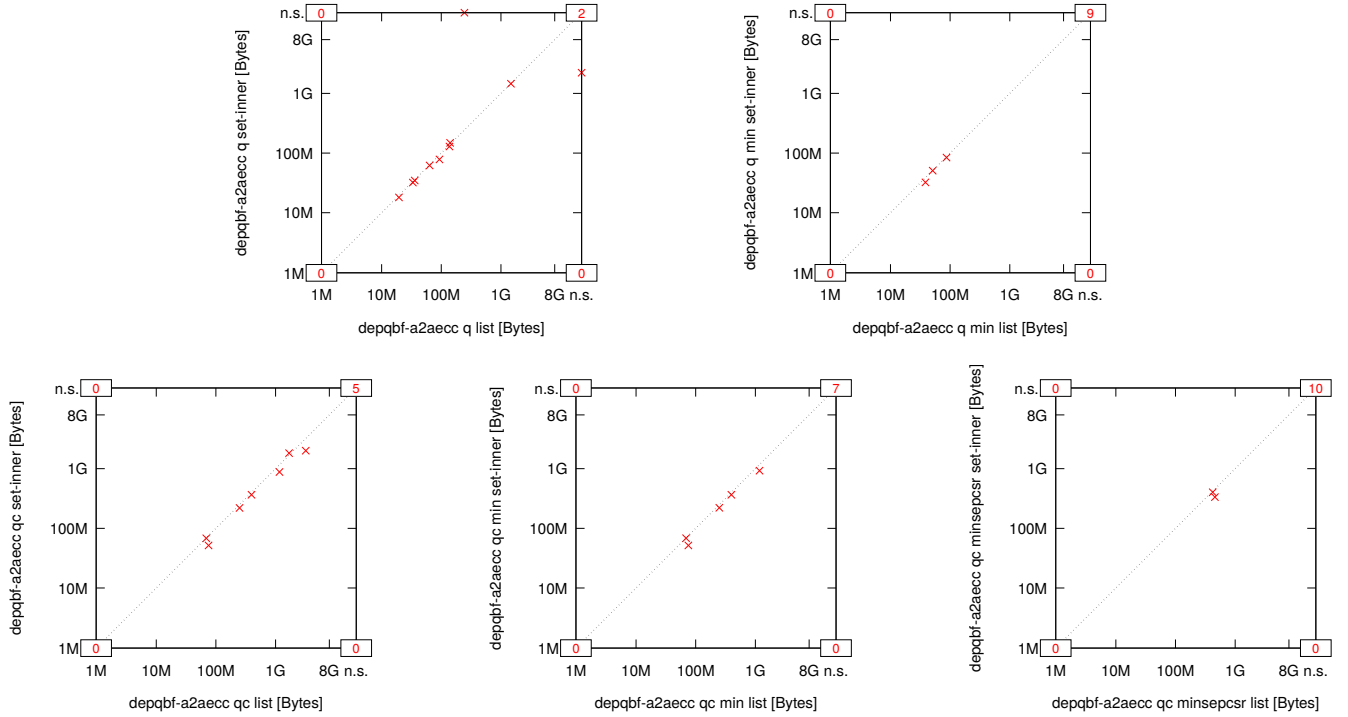 n.s. 0 2
8G
1G
100M
10M
1M 0 0
1M 10M 100M 1G 8G n.s.
depqbf-a2aecc q set-inner [Bytes]
depqbf-a2aecc q list [Bytes]
n.s. 0 9
8G
1G
100M
10M
1M 0 0
1M 10M 100M 1G 8G n.s.
depqbf-a2aecc q min set-inner [Bytes]
depqbf-a2aecc q min list [Bytes]
n.s. 0 5
8G
1G
100M
10M
1M 0 0
1M 10M 100M 1G 8G n.s.
depqbf-a2aecc qc set-inner [Bytes]
depqbf-a2aecc qc list [Bytes]
n.s. 0 7
8G
1G
100M
10M
1M 0 0
1M 10M 100M 1G 8G n.s.
depqbf-a2aecc qc min set-inner [Bytes]
depqbf-a2aecc qc min list [Bytes]
n.s. 0 10
8G
1G
100M
10M
1M 0 0
1M 10M 100M 1G 8G n.s.
depqbf-a2aecc qc minsepcsr set-inner [Bytes]
depqbf-a2aecc qc minsepcsr list [Bytes]